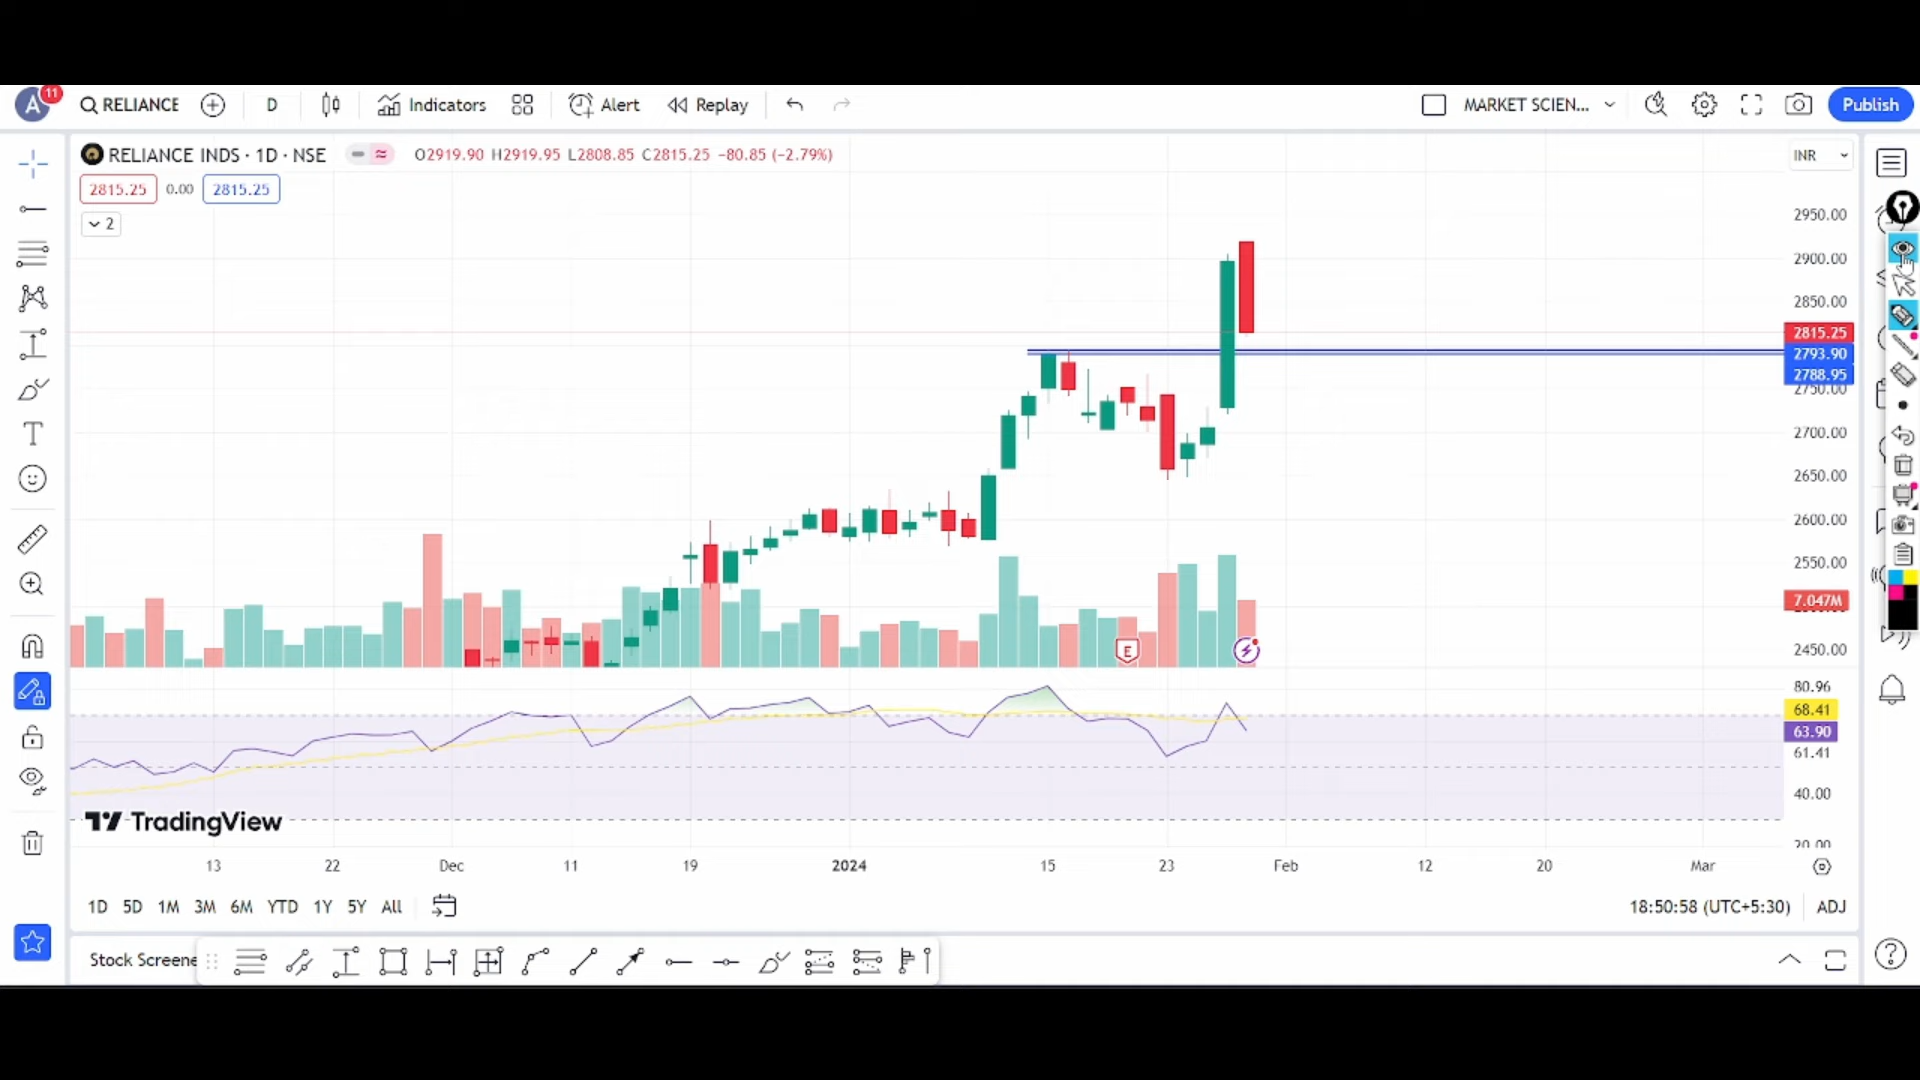 A 11 RELIANCE D Indicators Alert Replay MARKET SCIEN... Publish
RELIANCE INDS · 1D · NSE O2919.90 H2919.95 L2808.85 C2815.25 −80.85 (−2.79%) INR
2815.25 0.00 2815.25
2
2950.00
2900.00
2850.00
2815.25
2793.90
2788.95
2750.00
2700.00
2650.00
2600.00
2550.00
7.047M
2450.00
E
80.96
68.41
63.90
61.41
40.00
20.00
TradingView
13 22 Dec 11 19 2024 15 23 Feb 12 20 Mar
1D 5D 1M 3M 6M YTD 1Y 5Y All 18:50:58 (UTC+5:30) ADJ
Stock Screene